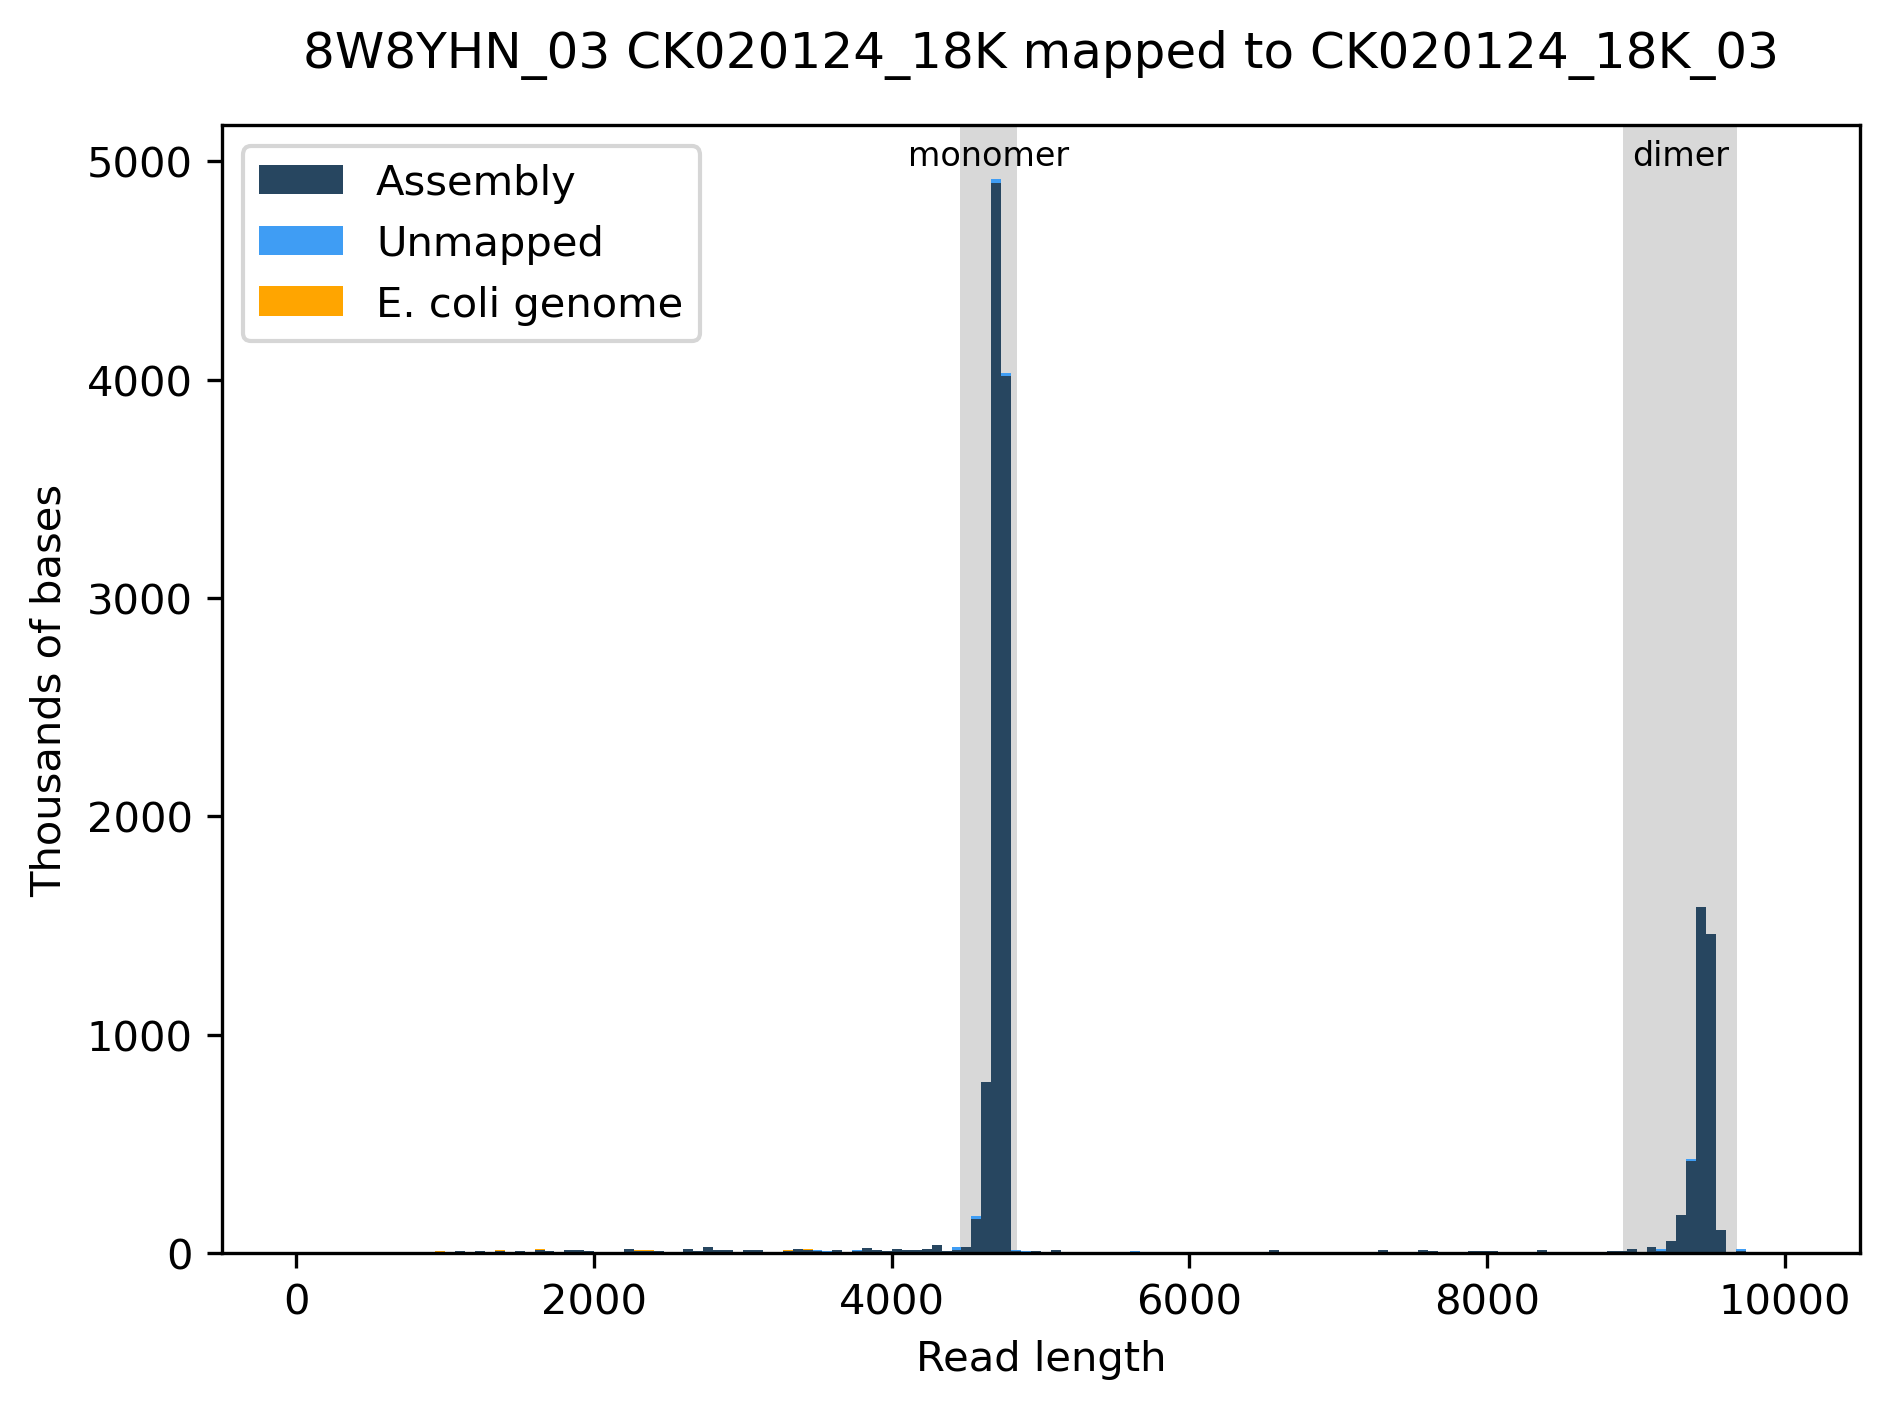 8W8YHN_03 CK020124_18K mapped to CK020124_18K_03
Assembly
Unmapped
E. coli genome
monomer
dimer
Thousands of bases
5000
4000
3000
2000
1000
0
0 2000 4000 6000 8000 10000
Read length